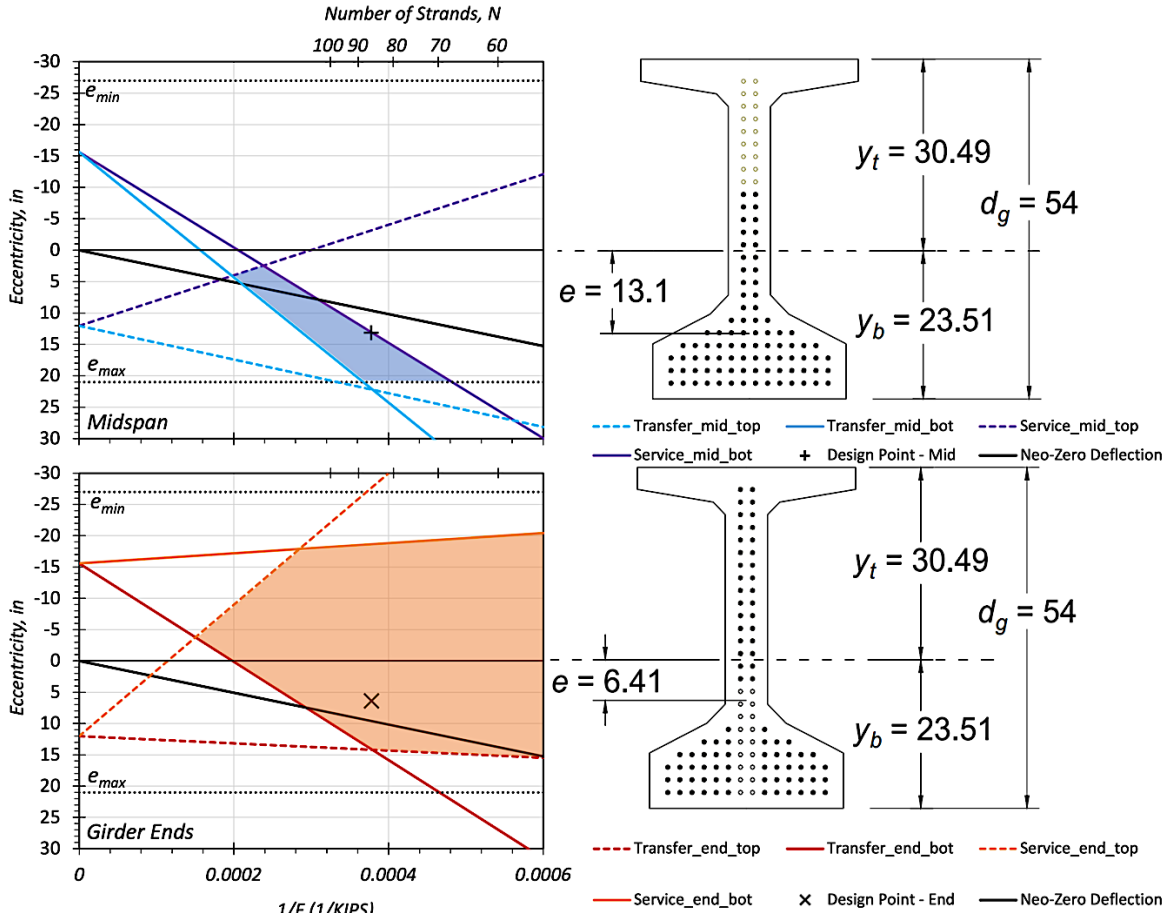 Number of Strands, N
100 90 80 70 60
-30
-25
-20
-15
-10
-5
0
5
10
15
20
25
30
Eccentricity, in
e_min
e_max
Midspan
y_t = 30.49
d_g = 54
e = 13.1
y_b = 23.51
Transfer_mid_top
Transfer_mid_bot
Service_mid_top
Service_mid_bot
Design Point - Mid
Neo-Zero Deflection
-30
-25
-20
-15
-10
-5
0
5
10
15
20
25
30
Eccentricity, in
e_min
e_max
Girder Ends
0 0.0002 0.0004 0.0006
1/F (1/KIPS)
y_t = 30.49
d_g = 54
e = 6.41
y_b = 23.51
Transfer_end_top
Transfer_end_bot
Service_end_top
Service_end_bot
Design Point - End
Neo-Zero Deflection